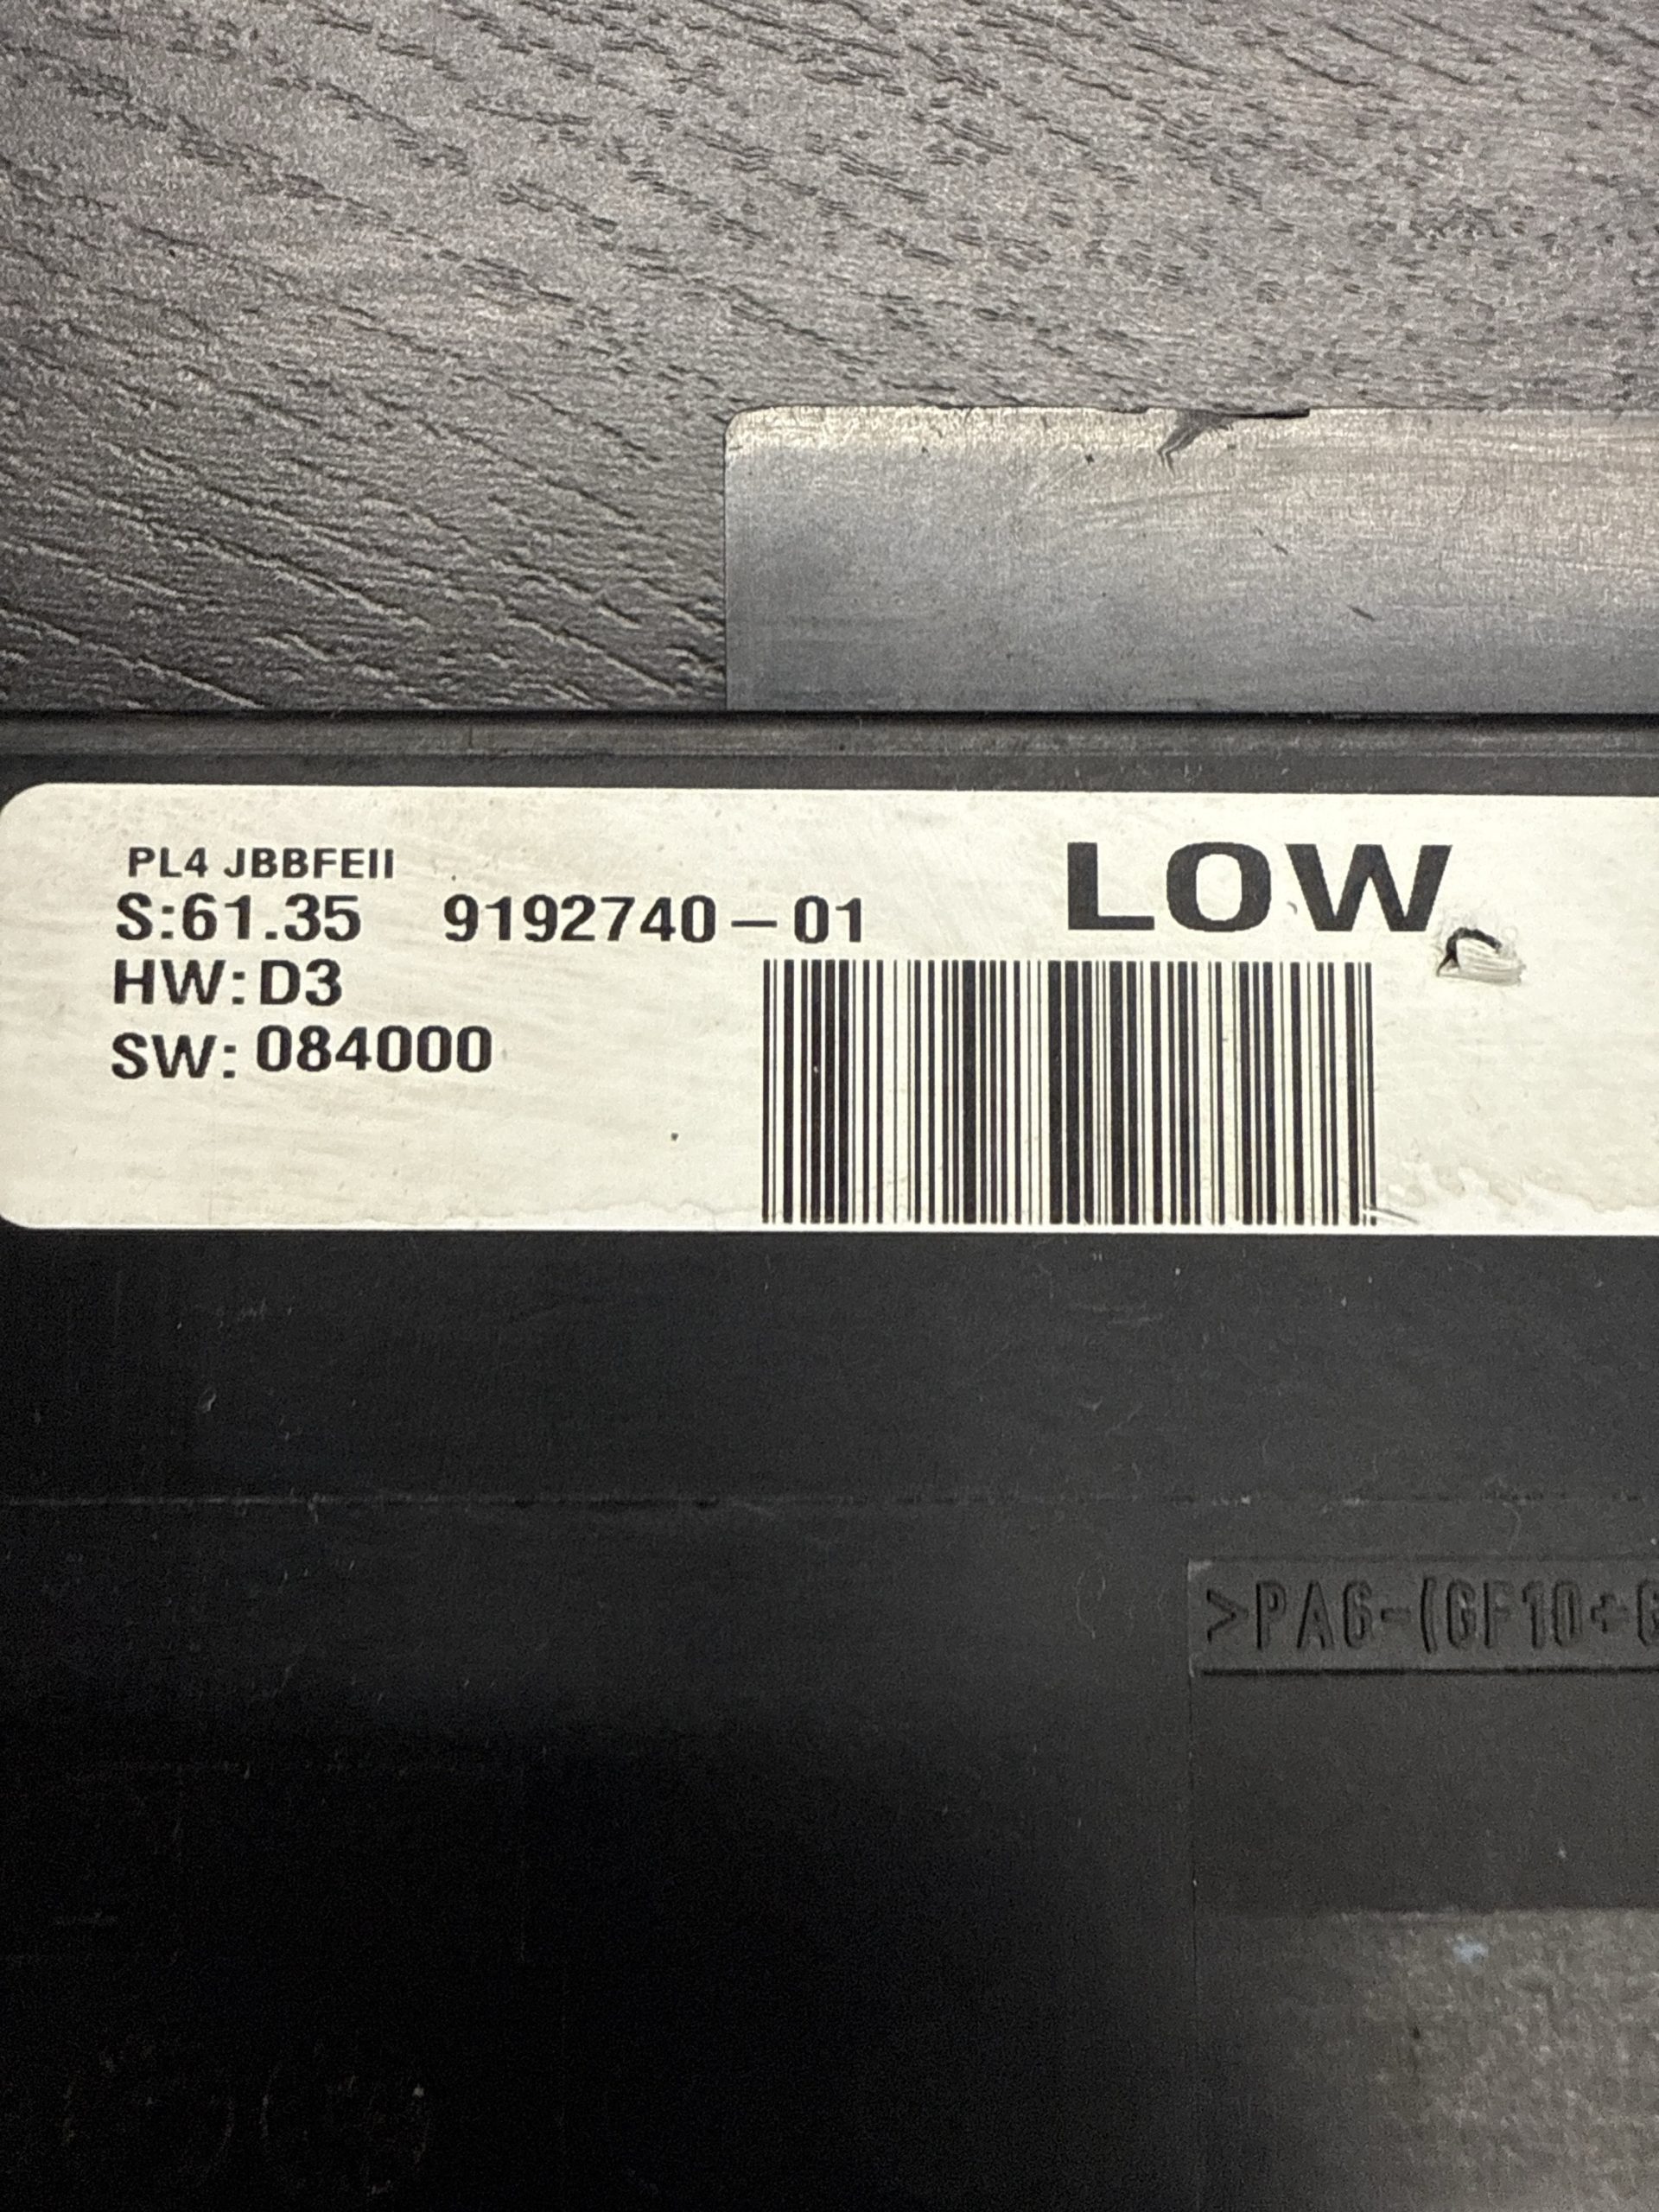 PL4 JBBFEII
S:61.35 9192740-01 LOW
HW:D3
SW:084000
>PA6-(GF10+